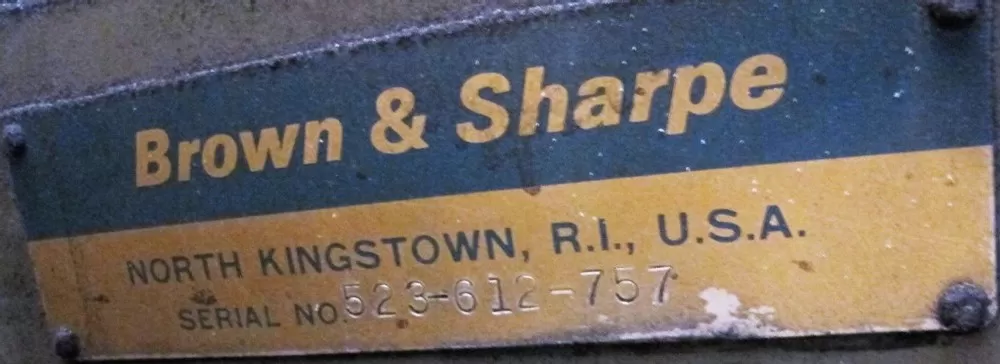 Brown & Sharpe
NORTH KINGSTOWN, R.I., U.S.A.
SERIAL NO. 523-612-757